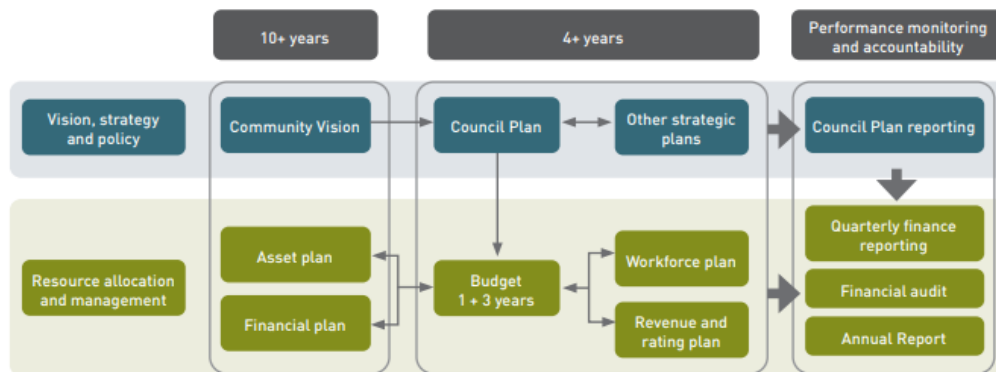 10+ years
4+ years
Performance monitoring
and accountability
Vision, strategy
and policy
Community Vision
Council Plan
Other strategic
plans
Council Plan reporting
Resource allocation
and management
Asset plan
Financial plan
Budget
1 + 3 years
Workforce plan
Revenue and
rating plan
Quarterly finance
reporting
Financial audit
Annual Report